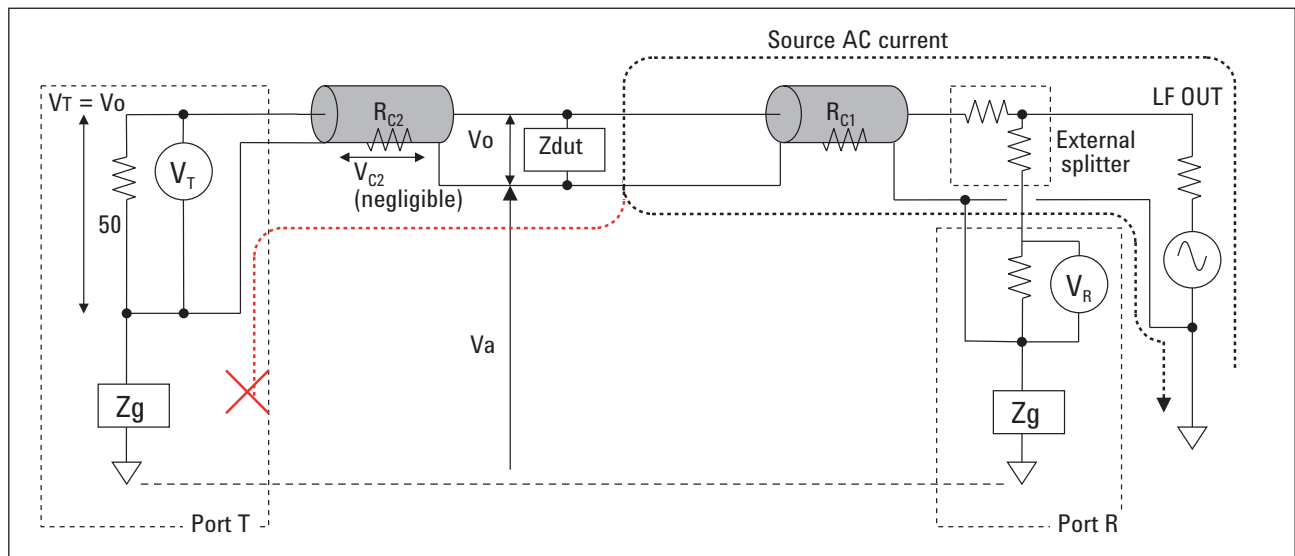 Source AC current
VT = Vo
RC2
RC1
LF OUT
Vo
Zdut
External
splitter
VT
VC2
(negligible)
50
VR
Va
Zg
Zg
Port T
Port R